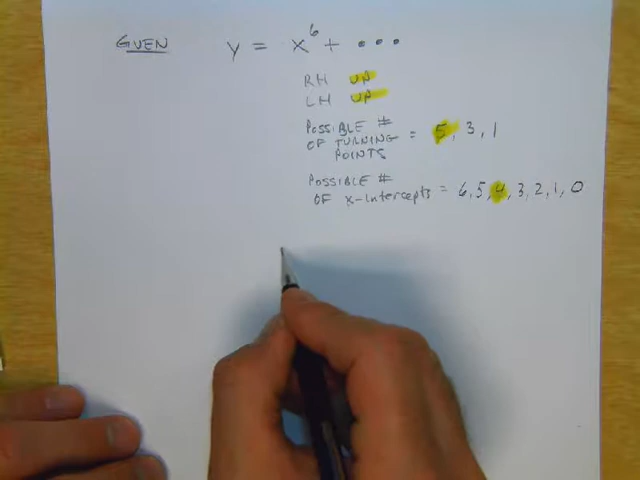 GIVEN y = x⁶ + •••
RH UP
LH UP
POSSIBLE #
OF TURNING = 5, 3, 1
POINTS
POSSIBLE #
OF x-intercepts = 6, 5, 4, 3, 2, 1, 0